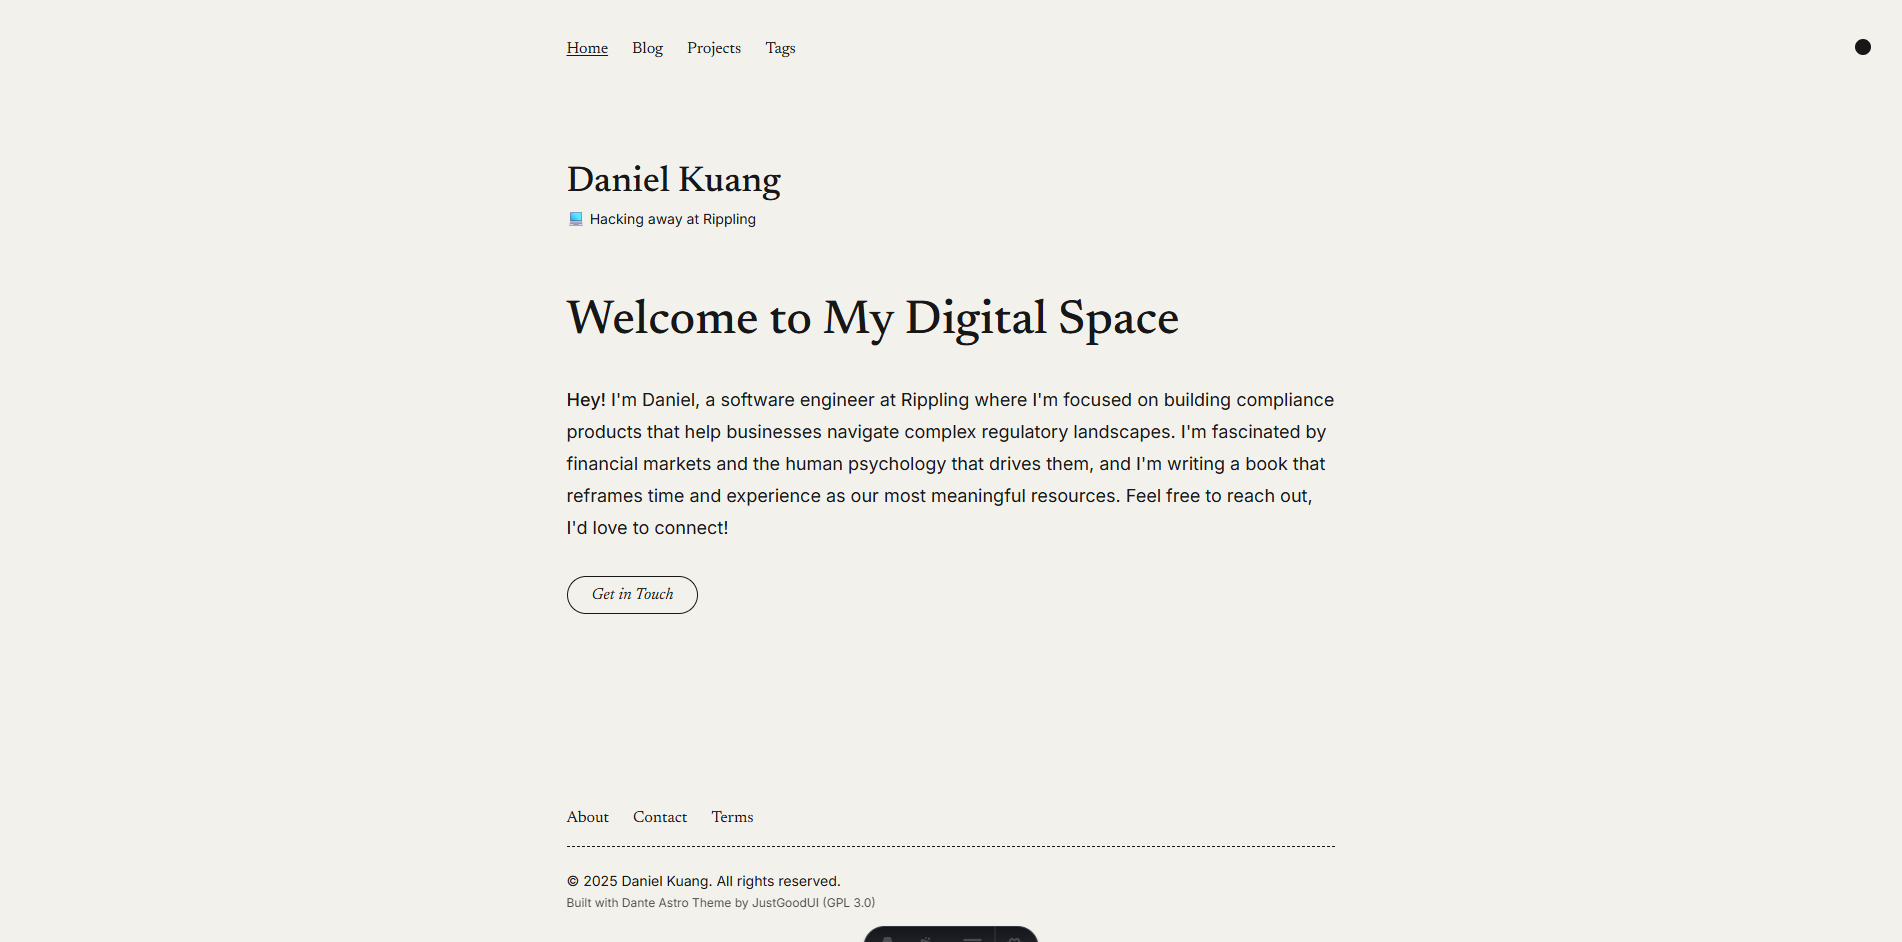 Home Blog Projects Tags
Daniel Kuang
Hacking away at Rippling
Welcome to My Digital Space
Hey! I'm Daniel, a software engineer at Rippling where I'm focused on building compliance
products that help businesses navigate complex regulatory landscapes. I'm fascinated by
financial markets and the human psychology that drives them, and I'm writing a book that
reframes time and experience as our most meaningful resources. Feel free to reach out,
I'd love to connect!
Get in Touch
About Contact Terms
© 2025 Daniel Kuang. All rights reserved.
Built with Dante Astro Theme by JustGoodUI (GPL 3.0)